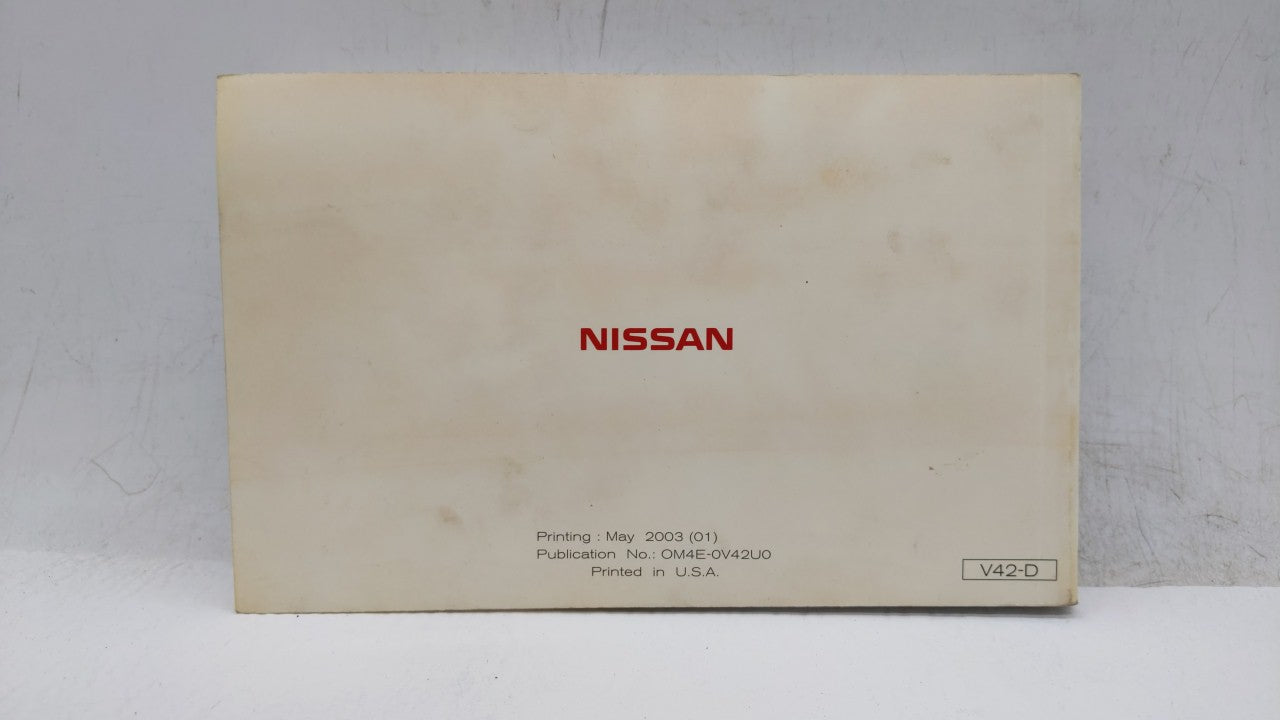 NISSAN
Printing : May 2003 (01)
Publication No.: OM4E-0V42U0
Printed in U.S.A.
V42-D